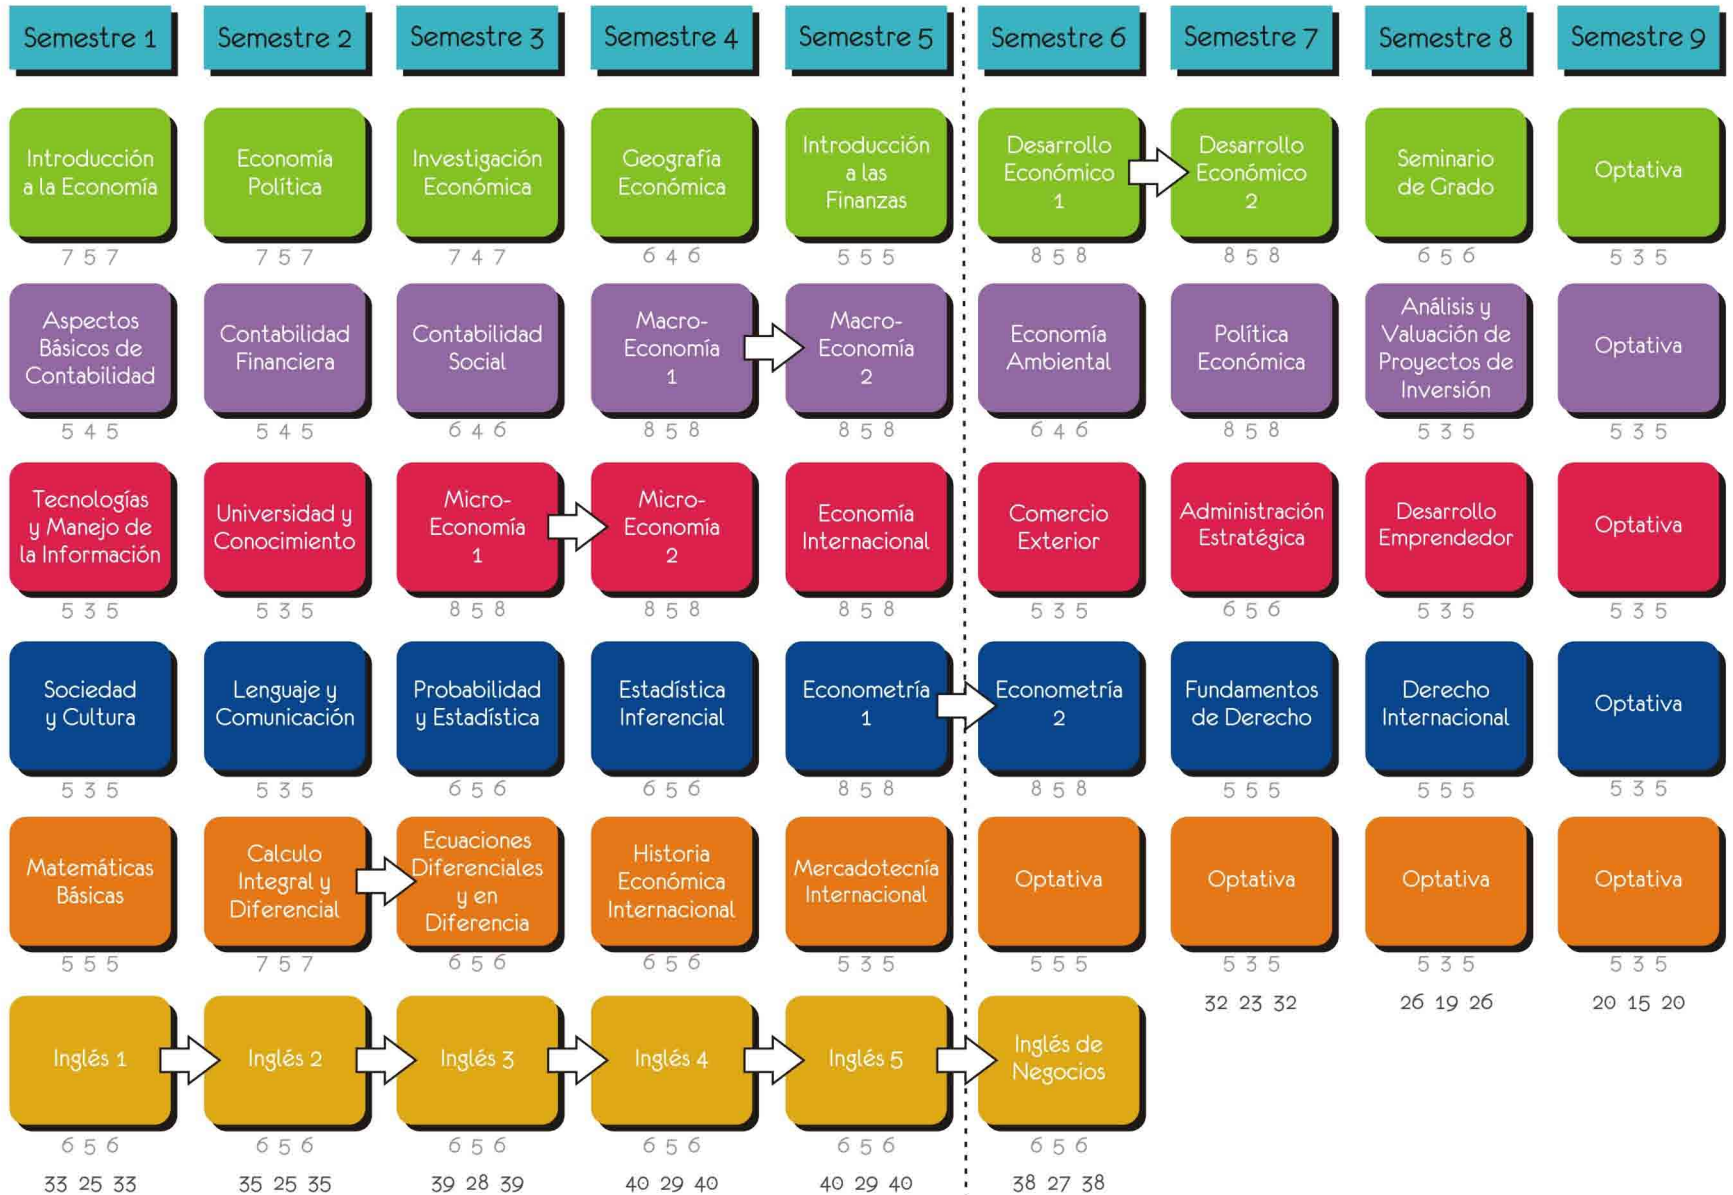 Semestre 1 Semestre 2 Semestre 3 Semestre 4 Semestre 5 Semestre 6 Semestre 7 Semestre 8 Semestre 9
Introducción
a la Economía
7 5 7
Economía
Política
7 5 7
Investigación
Económica
7 4 7
Geografía
Económica
6 4 6
Introducción
a las
Finanzas
5 5 5
Desarrollo
Económico
1
8 5 8
Desarrollo
Económico
2
8 5 8
Seminario
de Grado
6 5 6
Optativa
5 3 5
Aspectos
Básicos de
Contabilidad
5 4 5
Contabilidad
Financiera
5 4 5
Contabilidad
Social
6 4 6
Macro-
Economía
1
8 5 8
Macro-
Economía
2
8 5 8
Economía
Ambiental
6 4 6
Política
Económica
8 5 8
Análisis y
Valuación de
Proyectos de
Inversión
5 3 5
Optativa
5 3 5
Tecnologías
y Manejo de
la Información
5 3 5
Universidad y
Conocimiento
5 3 5
Micro-
Economía
1
8 5 8
Micro-
Economía
2
8 5 8
Economía
Internacional
8 5 8
Comercio
Exterior
5 3 5
Administración
Estratégica
6 5 6
Desarrollo
Emprendedor
5 3 5
Optativa
5 3 5
Sociedad
y Cultura
5 3 5
Lenguaje y
Comunicación
5 3 5
Probabilidad
y Estadística
6 5 6
Estadística
Inferencial
6 5 6
Econometría
1
8 5 8
Econometría
2
8 5 8
Fundamentos
de Derecho
5 5 5
Derecho
Internacional
5 5 5
Optativa
5 3 5
Matemáticas
Básicas
5 5 5
Calculo
Integral y
Diferencial
7 5 7
Ecuaciones
Diferenciales
y en
Diferencia
6 5 6
Historia
Económica
Internacional
6 5 6
Mercadotecnía
Internacional
5 3 5
Optativa
5 5 5
Optativa
5 3 5
32 23 32
Optativa
5 3 5
26 19 26
Optativa
5 3 5
20 15 20
Inglés 1
6 5 6
33 25 33
Inglés 2
6 5 6
35 25 35
Inglés 3
6 5 6
39 28 39
Inglés 4
6 5 6
40 29 40
Inglés 5
6 5 6
40 29 40
Inglés de
Negocios
6 5 6
38 27 38